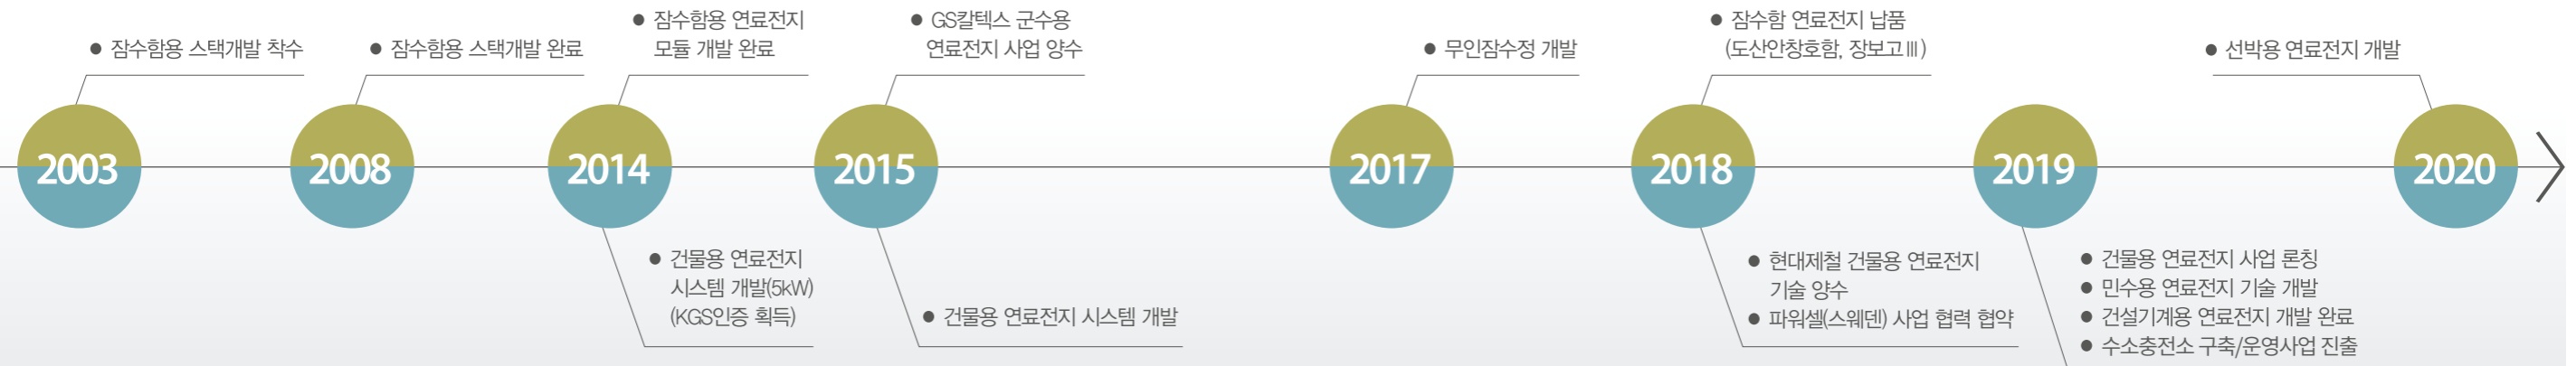 ● 잠수함용 스택개발 착수
● 잠수함용 스택개발 완료
● 잠수함용 연료전지
모듈 개발 완료
● GS칼텍스 군수용
연료전지 사업 양수
● 무인잠수정 개발
● 잠수함 연료전지 납품
(도산안창호함, 장보고Ⅲ)
● 선박용 연료전지 개발
2003
2008
2014
2015
2017
2018
2019
2020
● 건물용 연료전지
시스템 개발(5kW)
(KGS인증 획득)
● 건물용 연료전지 시스템 개발
● 현대제철 건물용 연료전지
기술 양수
● 파워셀(스웨덴) 사업 협력 협약
● 건물용 연료전지 사업 론칭
● 민수용 연료전지 기술 개발
● 건설기계용 연료전지 개발 완료
● 수소충전소 구축/운영사업 진출